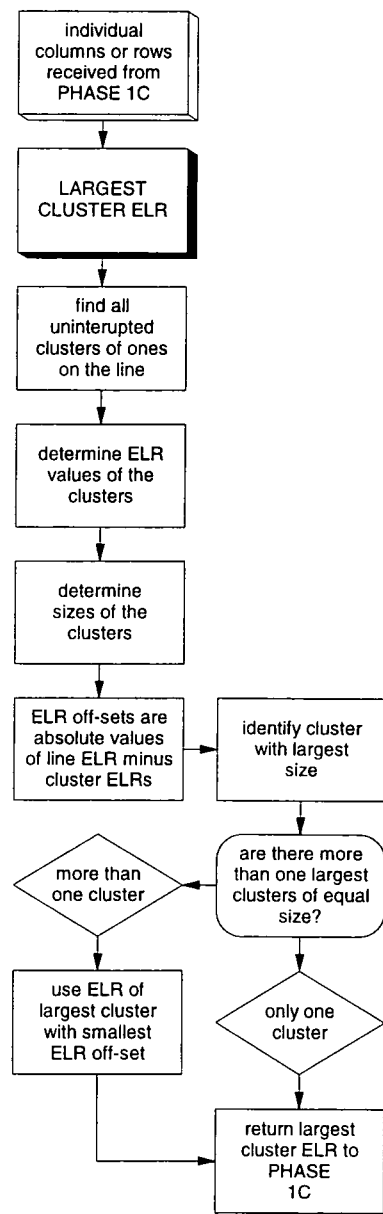 individual
columns or rows
received from
PHASE 1C
LARGEST
CLUSTER ELR
find all
uninterupted
clusters of ones
on the line
determine ELR
values of the
clusters
determine
sizes of the
clusters
ELR off-sets are
absolute values
of line ELR minus
cluster ELRs
identify cluster
with largest
size
are there more
than one largest
clusters of equal
size?
more than
one cluster
use ELR of
largest cluster
with smallest
ELR off-set
only one
cluster
return largest
cluster ELR to
PHASE
1C